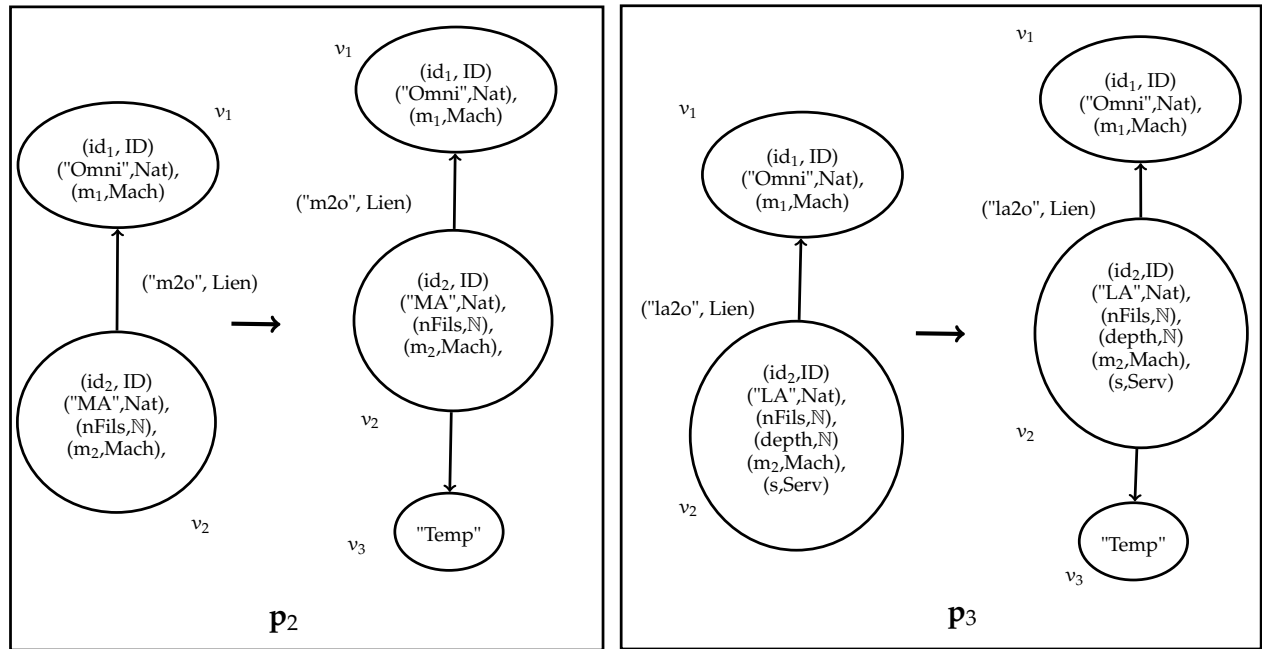 v₁
(id₁, ID)
("Omni",Nat),
(m₁,Mach)
("m2o", Lien)
(id₂, ID)
("MA",Nat),
(nFils,ℕ),
(m₂,Mach),
v₂
v₁
(id₁, ID)
("Omni",Nat),
(m₁,Mach)
("m2o", Lien)
(id₂, ID)
("MA",Nat),
(nFils,ℕ),
(m₂,Mach),
v₂
v₃
"Temp"
p₂
v₁
(id₁, ID)
("Omni",Nat),
(m₁,Mach)
("la2o", Lien)
(id₂,ID)
("LA",Nat),
(nFils,ℕ),
(depth,ℕ)
(m₂,Mach),
(s,Serv)
v₂
v₁
(id₁, ID)
("Omni",Nat),
(m₁,Mach)
("la2o", Lien)
(id₂,ID)
("LA",Nat),
(nFils,ℕ),
(depth,ℕ)
(m₂,Mach),
(s,Serv)
v₂
"Temp"
v₃
p₃